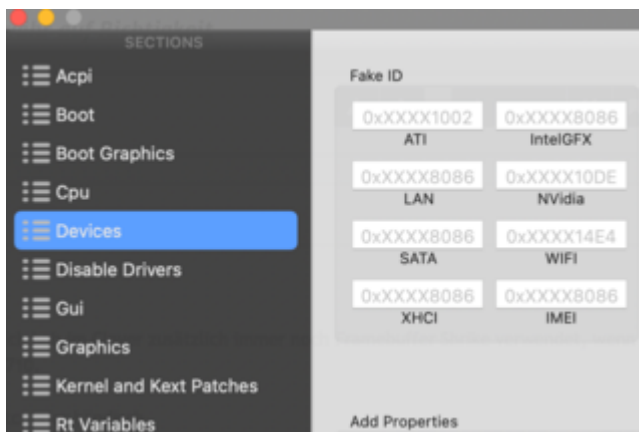 SECTIONS
Acpi
Boot
Boot Graphics
Cpu
Devices
Disable Drivers
Gui
Graphics
Kernel and Kext Patches
Rt Variables
Fake ID
0xXXXX1002 0xXXXX8086
ATI IntelGFX
0xXXXX8086 0xXXXX10DE
LAN NVidia
0xXXXX8086 0xXXXX14E4
SATA WIFI
0xXXXX8086 0xXXXX8086
XHCI IMEI
Add Properties